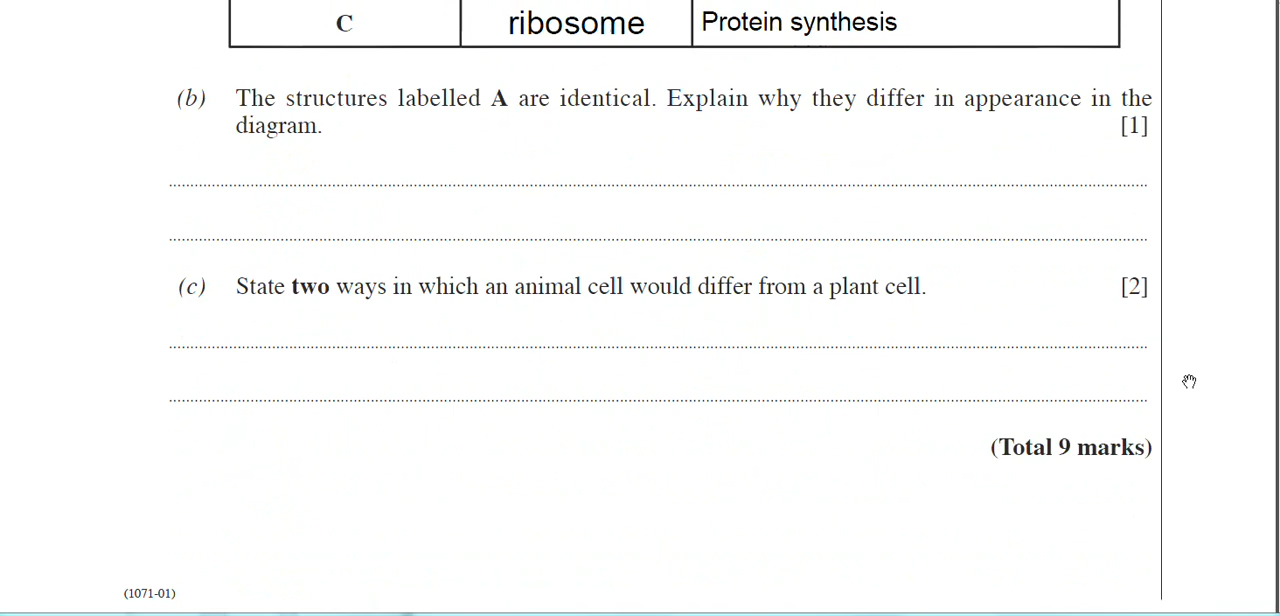 C ribosome Protein synthesis
(b) The structures labelled A are identical. Explain why they differ in appearance in the
diagram. [1]
(c) State two ways in which an animal cell would differ from a plant cell. [2]
(Total 9 marks)
(1071-01)